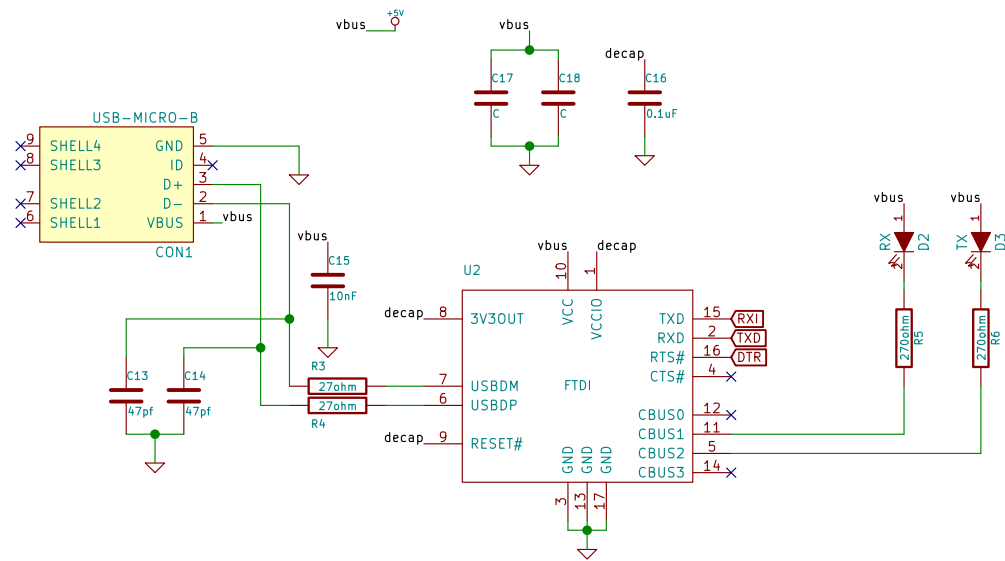 +5V
vbus
vbus
decap
C17
C18
C16
C
C
0.1uF
USB-MICRO-B
9 SHELL4 GND 5
8 SHELL3 ID 4
D+ 3
7 SHELL2 D- 2
6 SHELL1 VBUS 1 vbus
CON1
vbus
C15
10nF
vbus
decap
10
1
U2
VCC
VCCIO
decap 8 3V3OUT
TXD 15 RXI
RXD 2 TXD
RTS# 16 DTR
CTS# 4
R3
27ohm
7 USBDM
FTDI
27ohm
6 USBDP
R4
C13
47pf
C14
47pf
CBUS0 12
decap 9 RESET#
CBUS1 11
CBUS2 5
CBUS3 14
GND
GND
GND
3
13
17
vbus
vbus
1
1
RX
D2
TX
D3
2
2
270ohm
R5
270ohm
R6